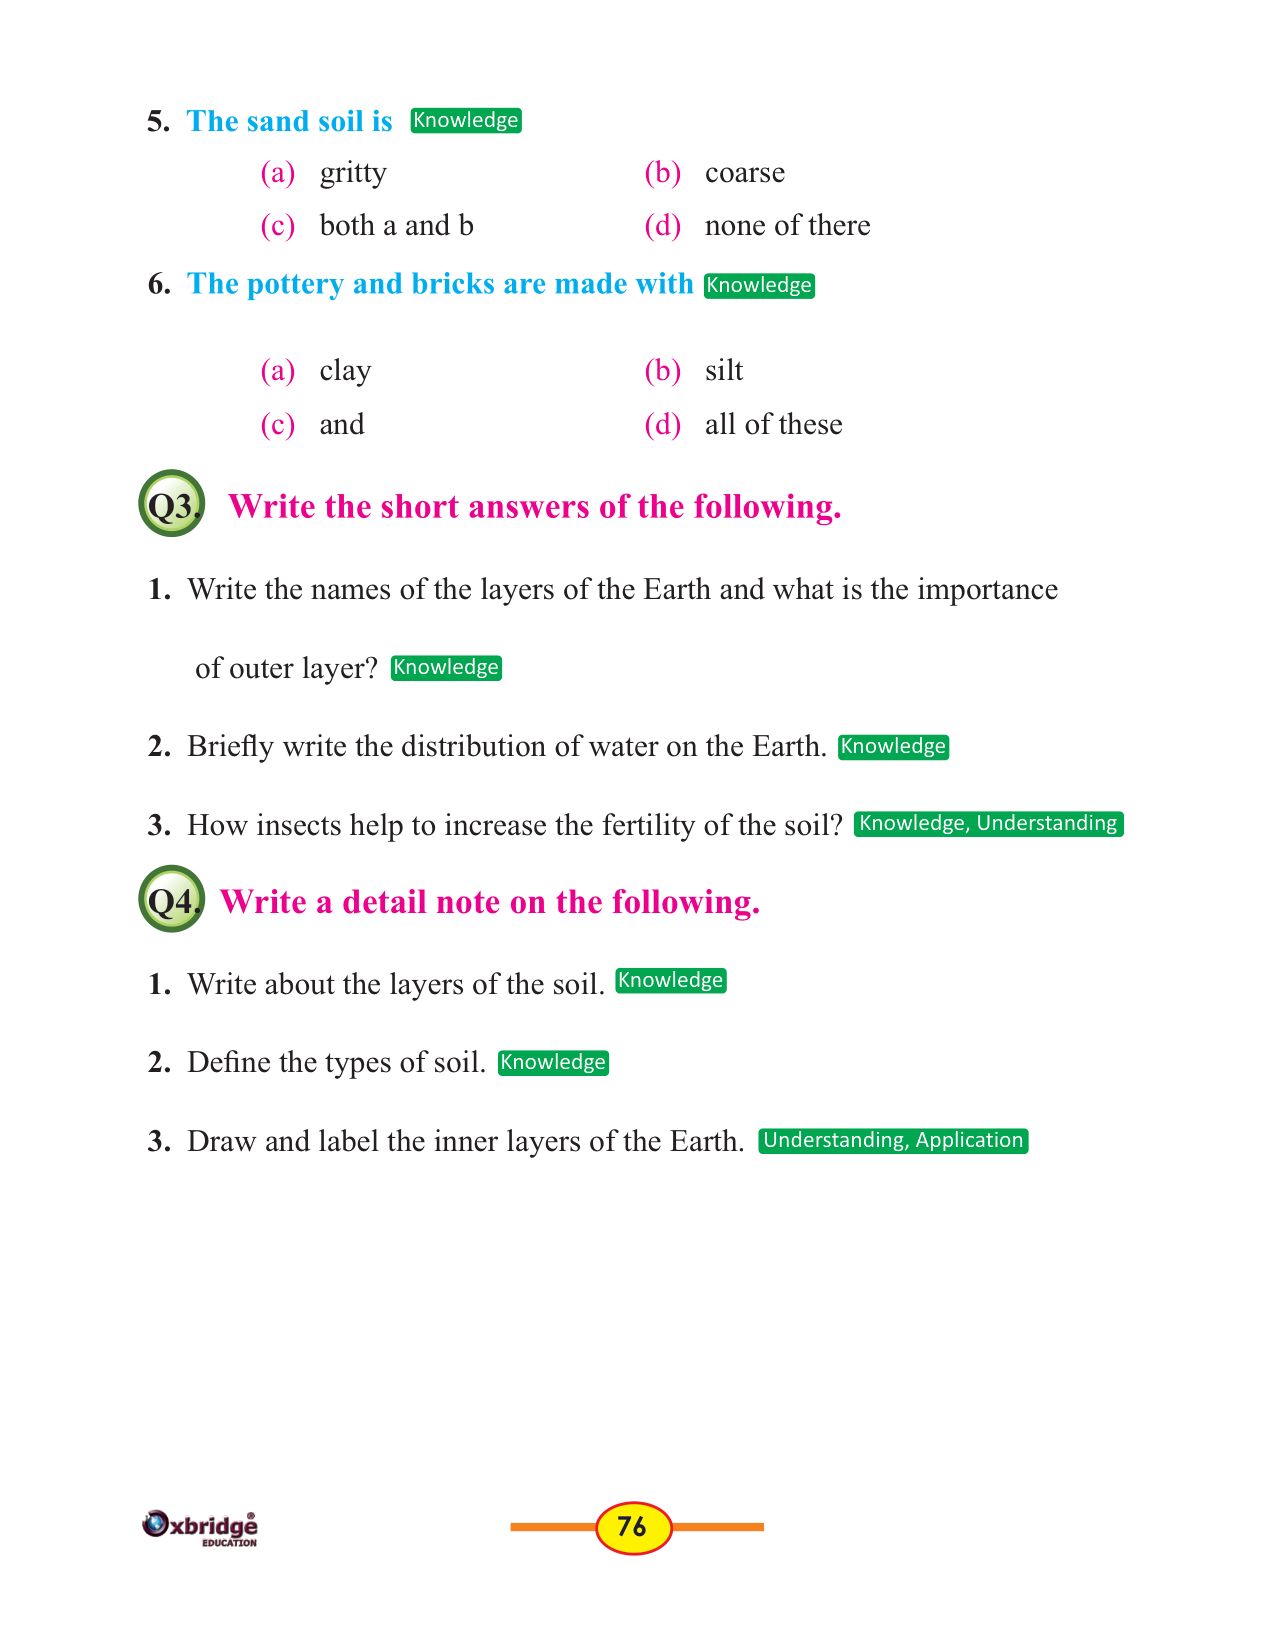 5. The sand soil is Knowledge
(a) gritty (b) coarse
(c) both a and b (d) none of there
6. The pottery and bricks are made with Knowledge
(a) clay (b) silt
(c) and (d) all of these
Q3. Write the short answers of the following.
1. Write the names of the layers of the Earth and what is the importance
of outer layer? Knowledge
2. Briefly write the distribution of water on the Earth. Knowledge
3. How insects help to increase the fertility of the soil? Knowledge, Understanding
Q4. Write a detail note on the following.
1. Write about the layers of the soil. Knowledge
2. Define the types of soil. Knowledge
3. Draw and label the inner layers of the Earth. Understanding, Application
Oxbridge® 76
EDUCATION